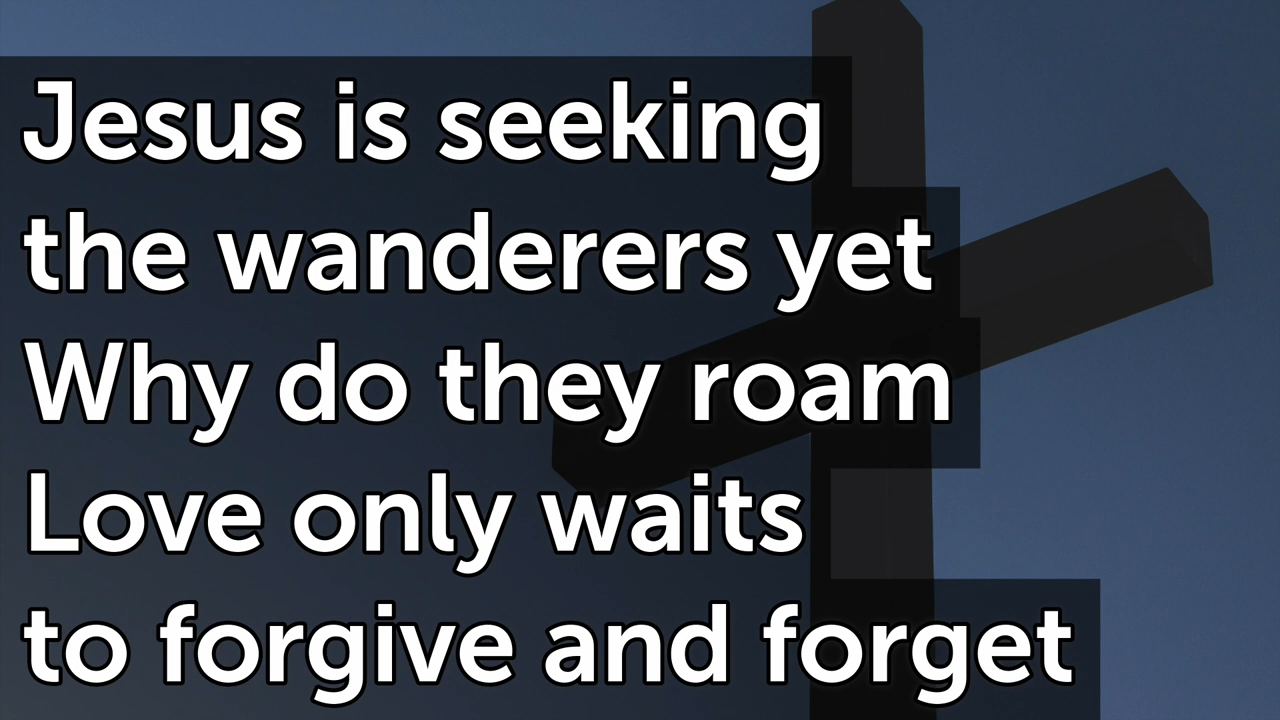 Jesus is seeking
the wanderers yet
Why do they roam
Love only waits
to forgive and forget